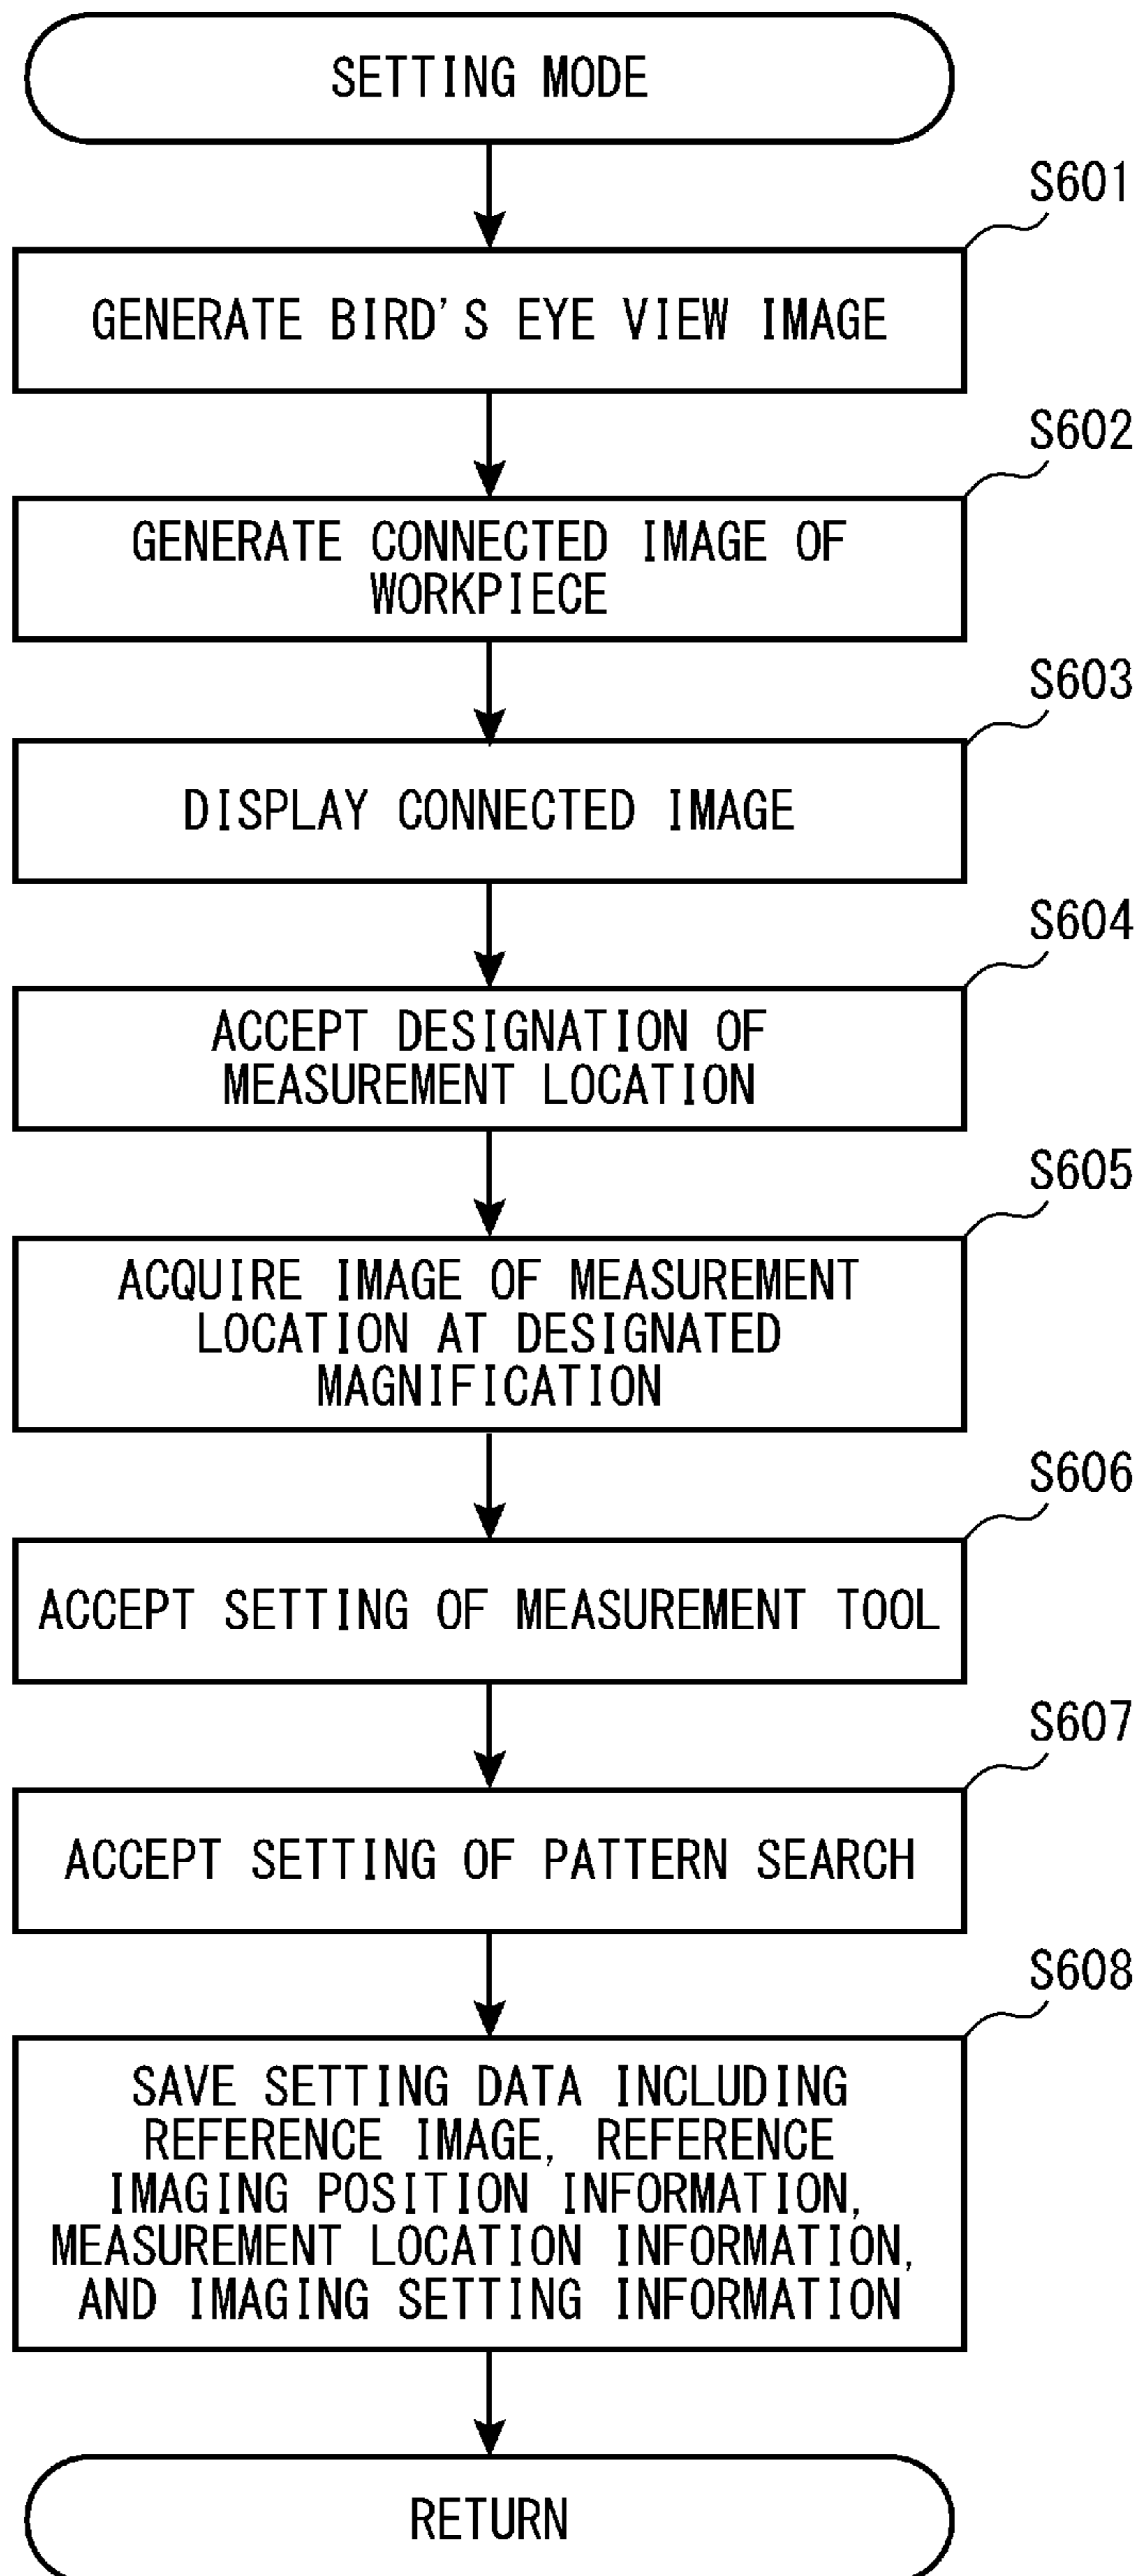 SETTING MODE
S601
GENERATE BIRD'S EYE VIEW IMAGE
S602
GENERATE CONNECTED IMAGE OF
WORKPIECE
S603
DISPLAY CONNECTED IMAGE
S604
ACCEPT DESIGNATION OF
MEASUREMENT LOCATION
S605
ACQUIRE IMAGE OF MEASUREMENT
LOCATION AT DESIGNATED
MAGNIFICATION
S606
ACCEPT SETTING OF MEASUREMENT TOOL
S607
ACCEPT SETTING OF PATTERN SEARCH
S608
SAVE SETTING DATA INCLUDING
REFERENCE IMAGE, REFERENCE
IMAGING POSITION INFORMATION,
MEASUREMENT LOCATION INFORMATION,
AND IMAGING SETTING INFORMATION
RETURN